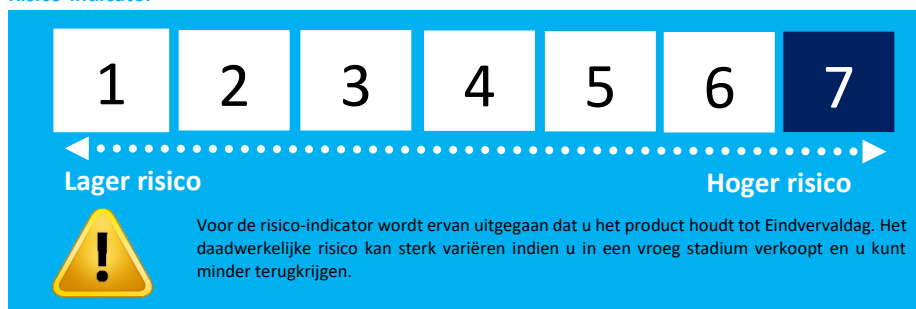 1 2 3 4 5 6 7
Lager risico Hoger risico
Voor de risico-indicator wordt ervan uitgegaan dat u het product houdt tot Eindvervaldag. Het
daadwerkelijke risico kan sterk variëren indien u in een vroeg stadium verkoopt en u kunt
minder terugkrijgen.